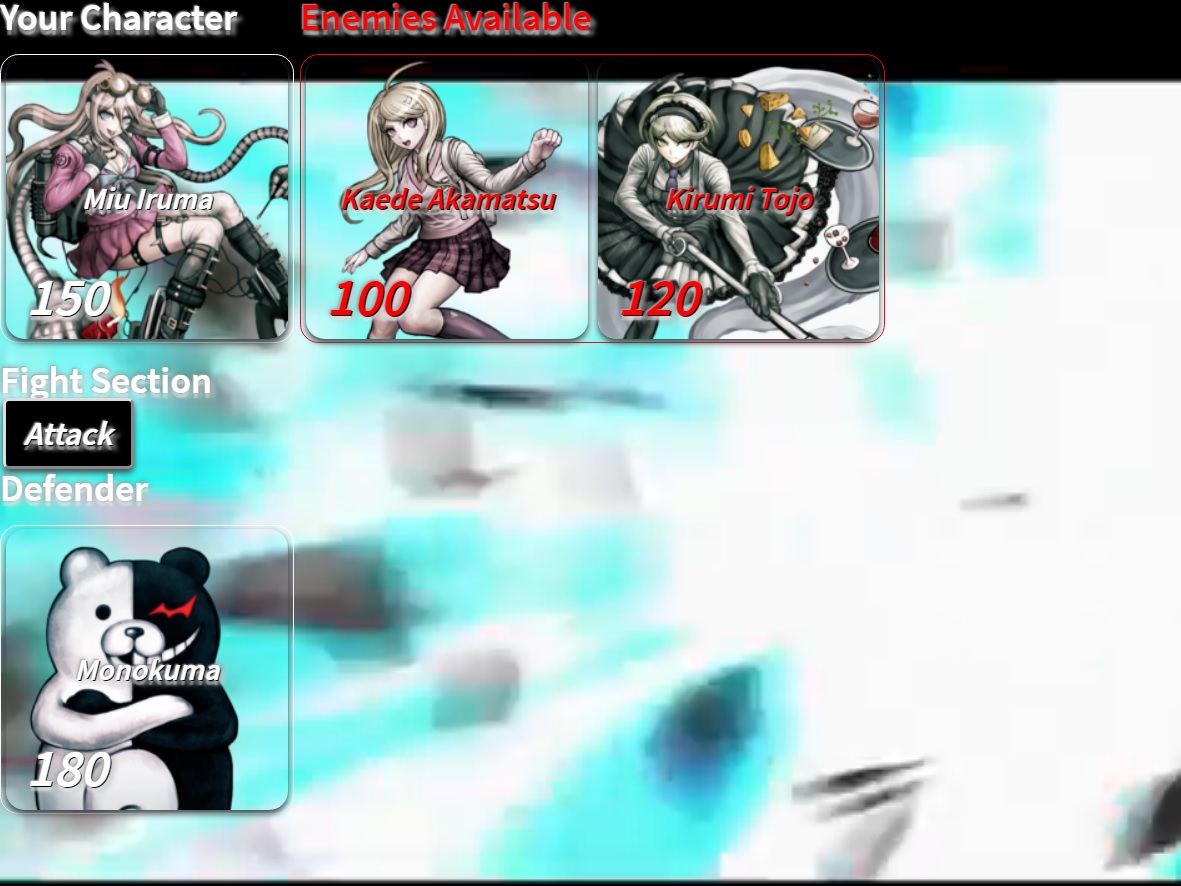 Your Character
Enemies Available
Miu Iruma
150
Kaede Akamatsu
100
Kirumi Tojo
120
Fight Section
Attack
Defender
Monokuma
180